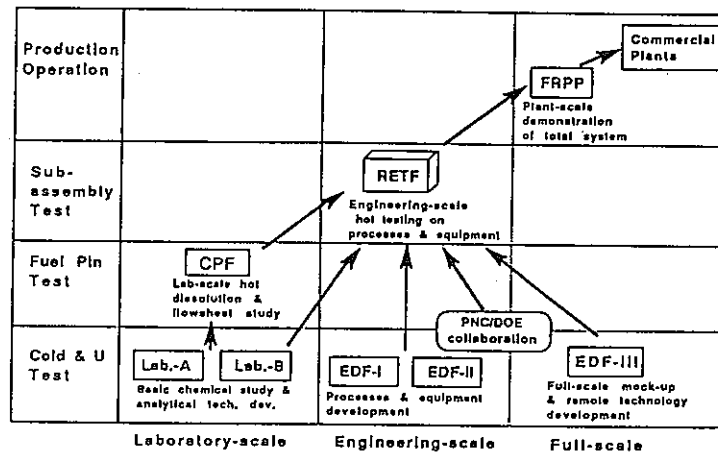 Production
Operation
Commercial
Plants
FRPP
Plant-scale
demonstration
of total system
Sub-
assembly
Test
RETF
Engineering-scale
hot testing on
processes & equipment
Fuel Pin
Test
CPF
Lab-scale hot
dissolution &
flowsheet study
PNC/DOE
collaboration
Cold & U
Test
Lab.-A
Lab.-B
Basic chemical study &
analytical tech. dev.
EDF-I
EDF-II
Processes & equipment
development
EDF-III
Full-scale mock-up
& remote technology
development
Laboratory-scale
Engineering-scale
Full-scale